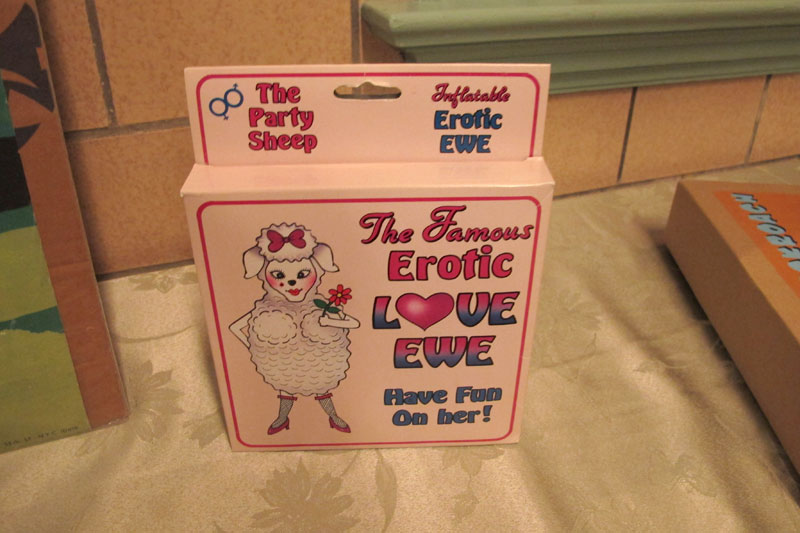 The
Party
Sheep
Inflatable
Erotic
EWE
The Famous
Erotic
LOVE
EWE
Have Fun
On her!